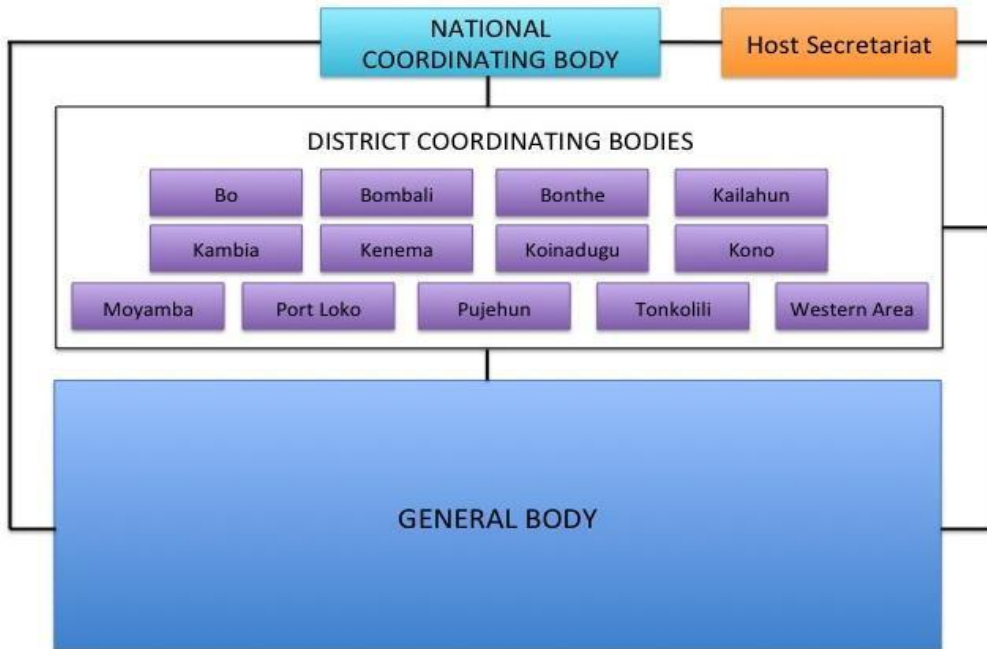 NATIONAL
COORDINATING BODY
Host Secretariat
DISTRICT COORDINATING BODIES
Bo
Bombali
Bonthe
Kailahun
Kambia
Kenema
Koinadugu
Kono
Moyamba
Port Loko
Pujehun
Tonkolili
Western Area
GENERAL BODY